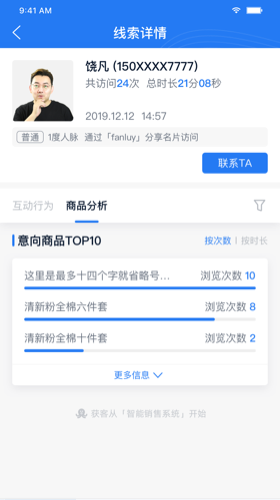 9:41 AM
线索详情
饶凡 (150XXXX7777)
共访问24次 总时长21分08秒
2019.12.12 14:57
普通 1度人脉 通过「fanluy」分享名片访问
联系TA
互动行为 商品分析
意向商品TOP10 按次数 | 按时长
这里是最多十四个字就省略号... 浏览次数 10
清新粉全棉六件套 浏览次数 8
清新粉全棉十件套 浏览次数 2
更多信息
获客从「智能销售系统」开始